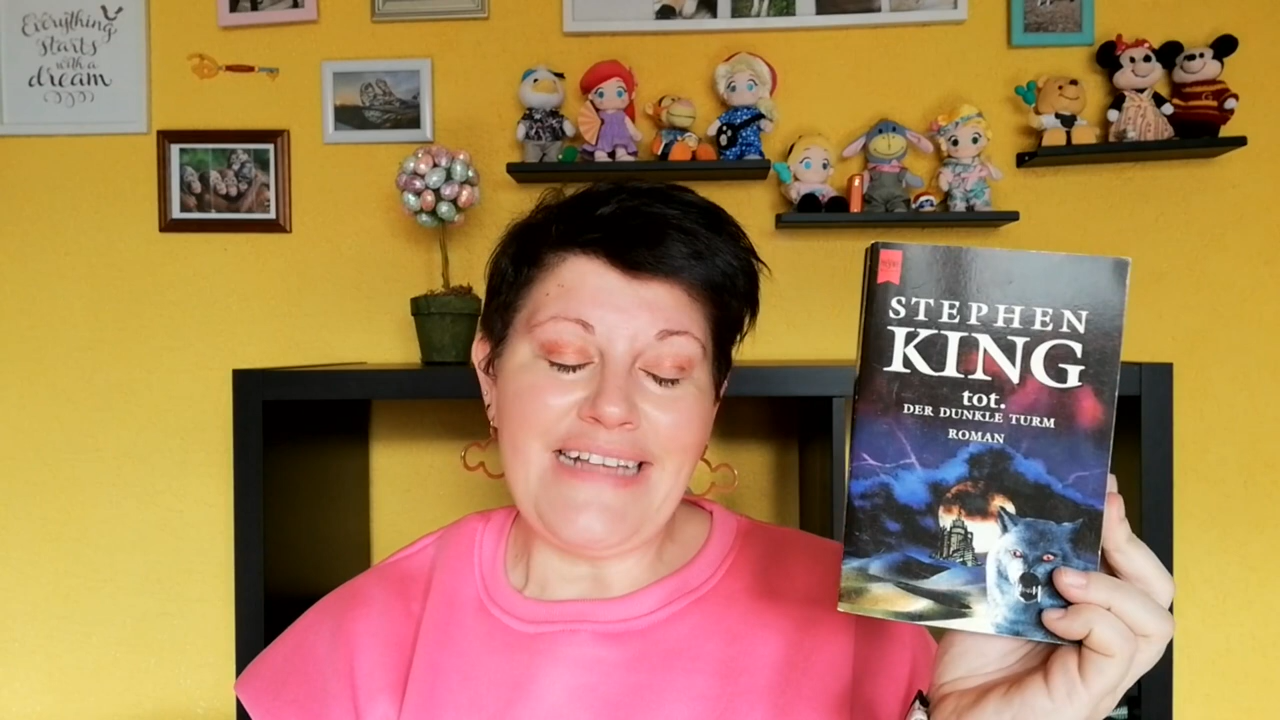 Everything
starts
with a
dream
STEPHEN
KING
tot.
DER DUNKLE TURM
ROMAN